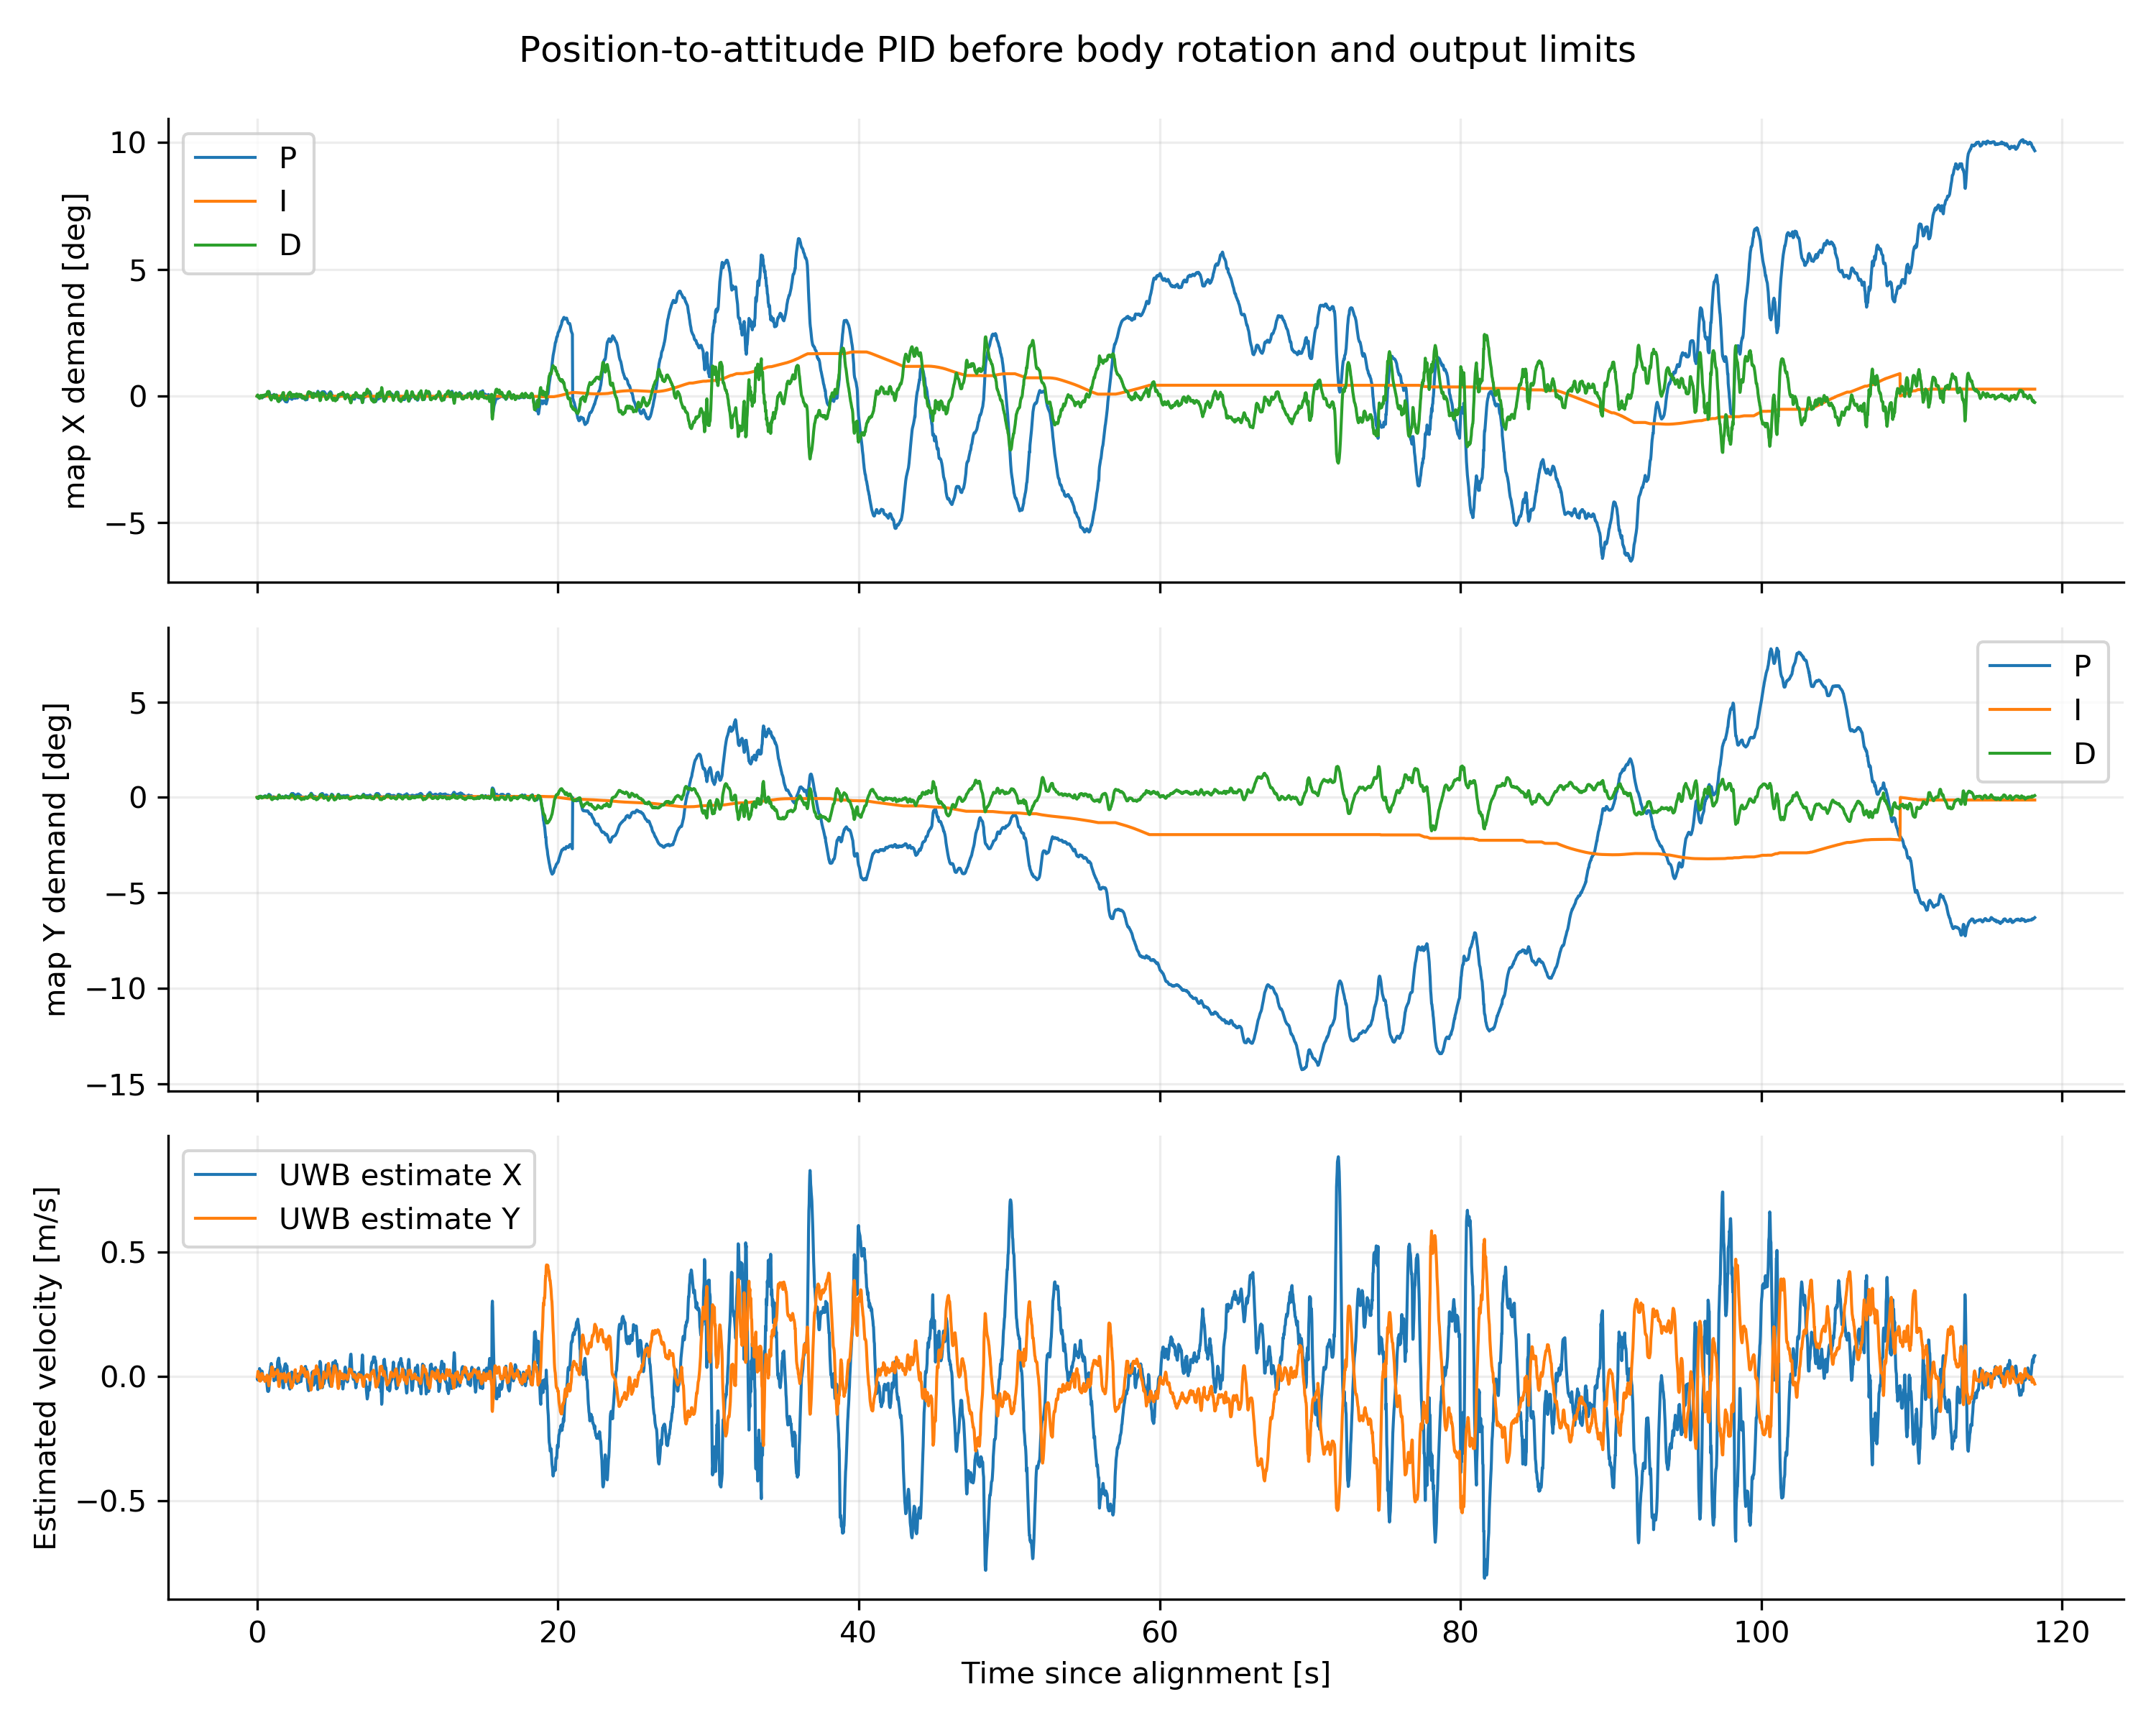 Position-to-attitude PID before body rotation and output limits
map X demand [deg]
10
5
0
−5
P
I
D
map Y demand [deg]
5
0
−5
−10
−15
P
I
D
Estimated velocity [m/s]
0.5
0.0
−0.5
UWB estimate X
UWB estimate Y
0 20 40 60 80 100 120
Time since alignment [s]